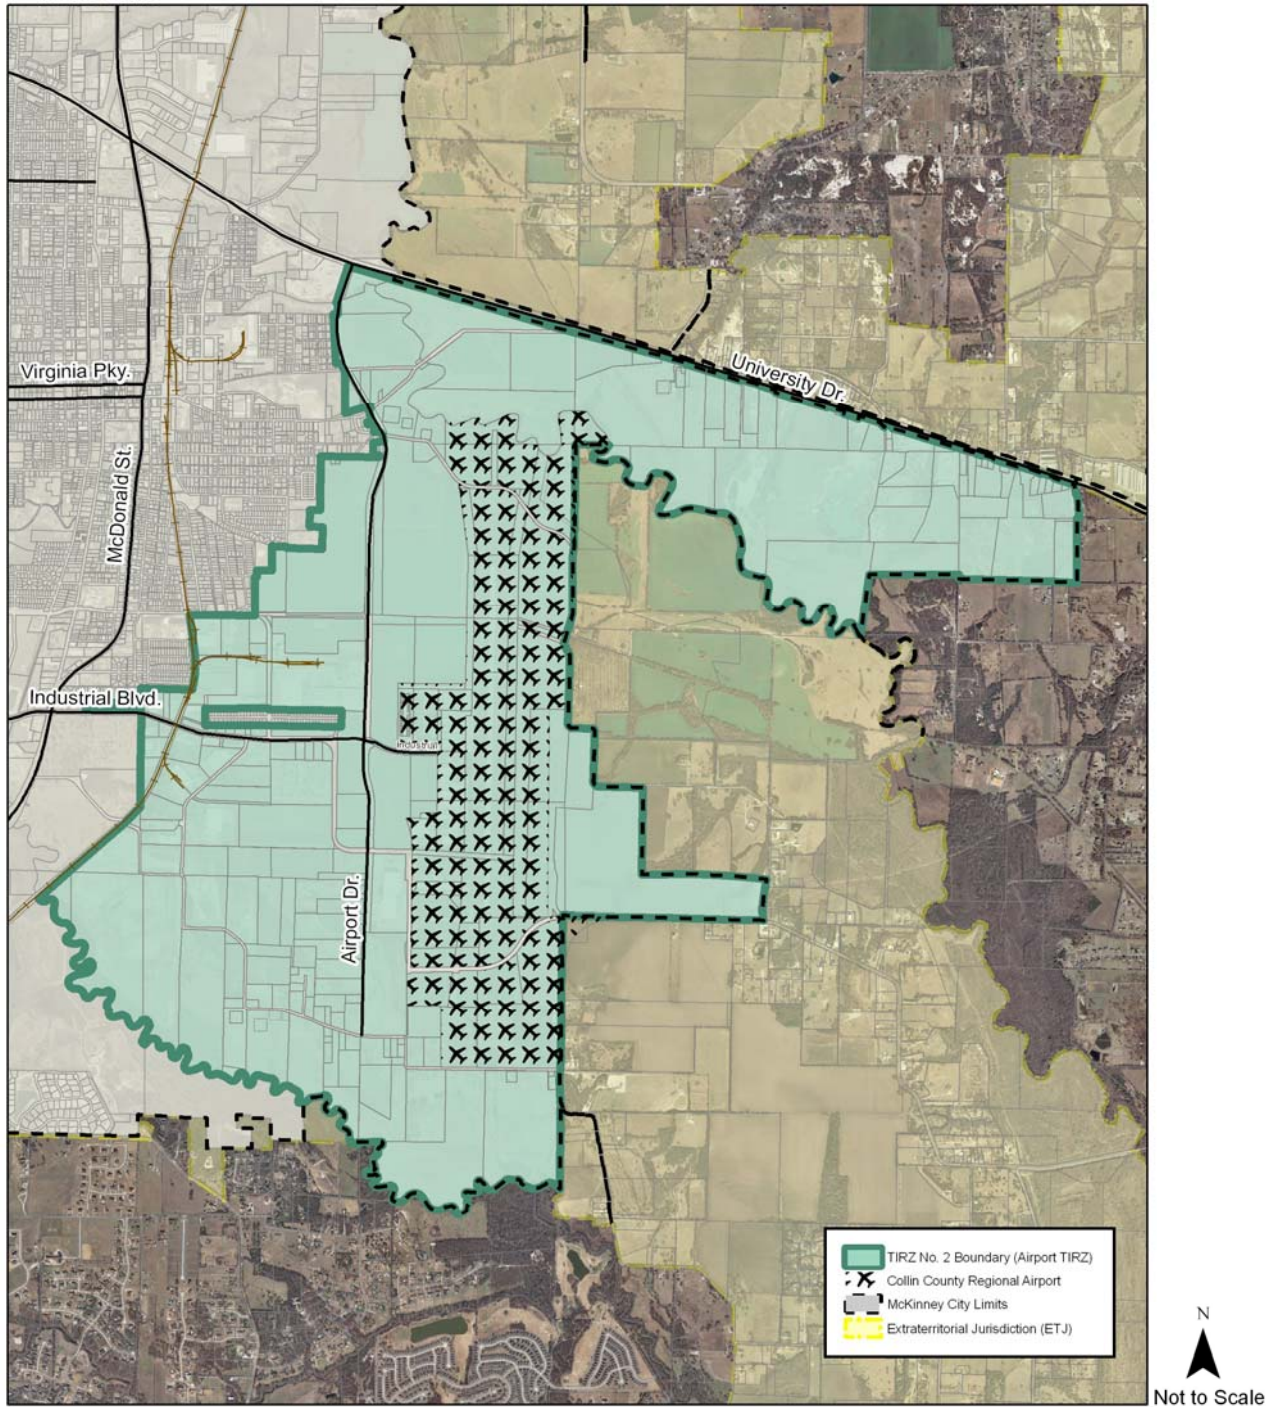 University Dr.
Virginia Pky.
McDonald St.
Industrial Blvd.
Industrial
Airport Dr.
TIRZ No. 2 Boundary (Airport TIRZ)
Collin County Regional Airport
McKinney City Limits
Extraterritorial Jurisdiction (ETJ)
N
Not to Scale